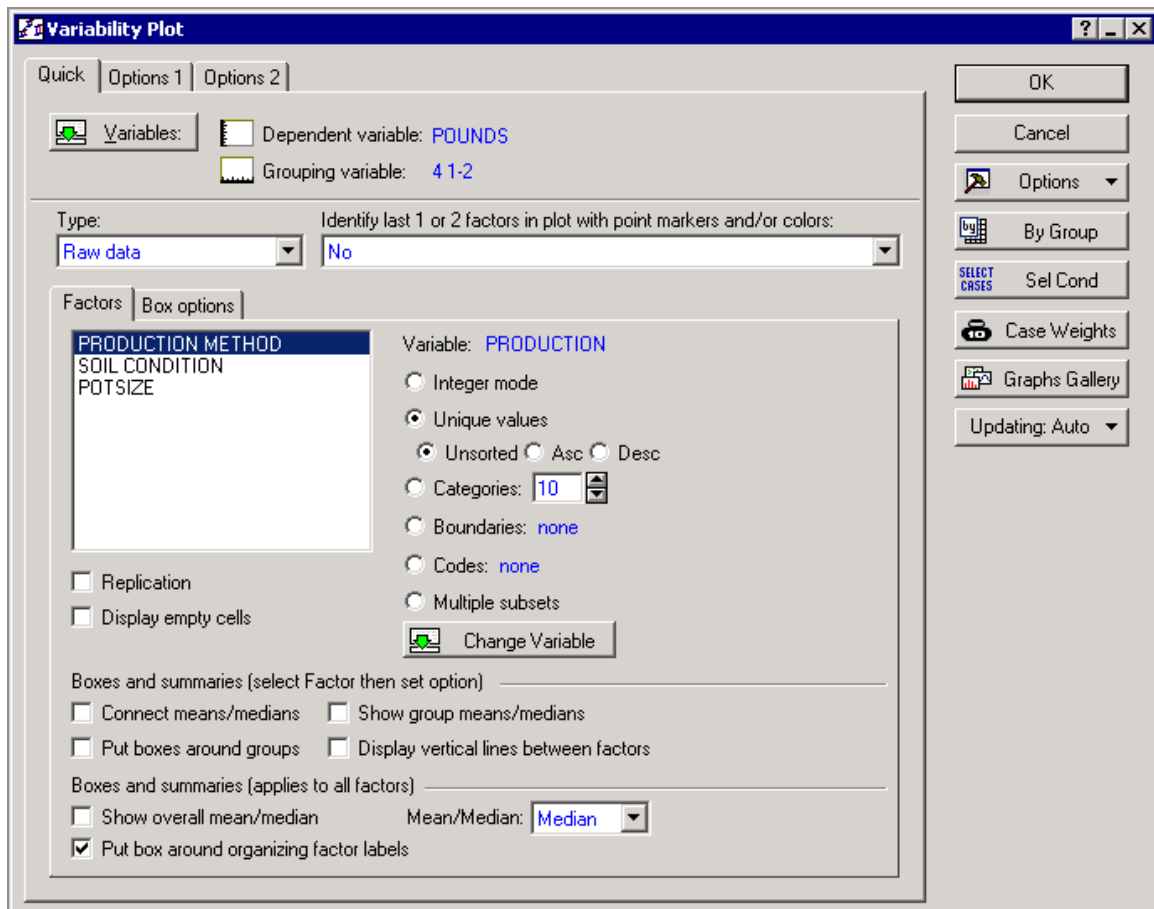 Variability Plot
Quick Options 1 Options 2
Variables: Dependent variable: POUNDS
Grouping variable: 4 1-2
Type: Identify last 1 or 2 factors in plot with point markers and/or colors:
Raw data No
Factors Box options
PRODUCTION METHOD
SOIL CONDITION
POTSIZE
Variable: PRODUCTION
Integer mode
Unique values
Unsorted Asc Desc
Categories: 10
Boundaries: none
Codes: none
Multiple subsets
Change Variable
Replication
Display empty cells
Boxes and summaries (select Factor then set option)
Connect means/medians Show group means/medians
Put boxes around groups Display vertical lines between factors
Boxes and summaries (applies to all factors)
Show overall mean/median Mean/Median: Median
Put box around organizing factor labels
OK
Cancel
Options
by By Group
SELECT CASES Sel Cond
10 Case Weights
Graphs Gallery
Updating: Auto